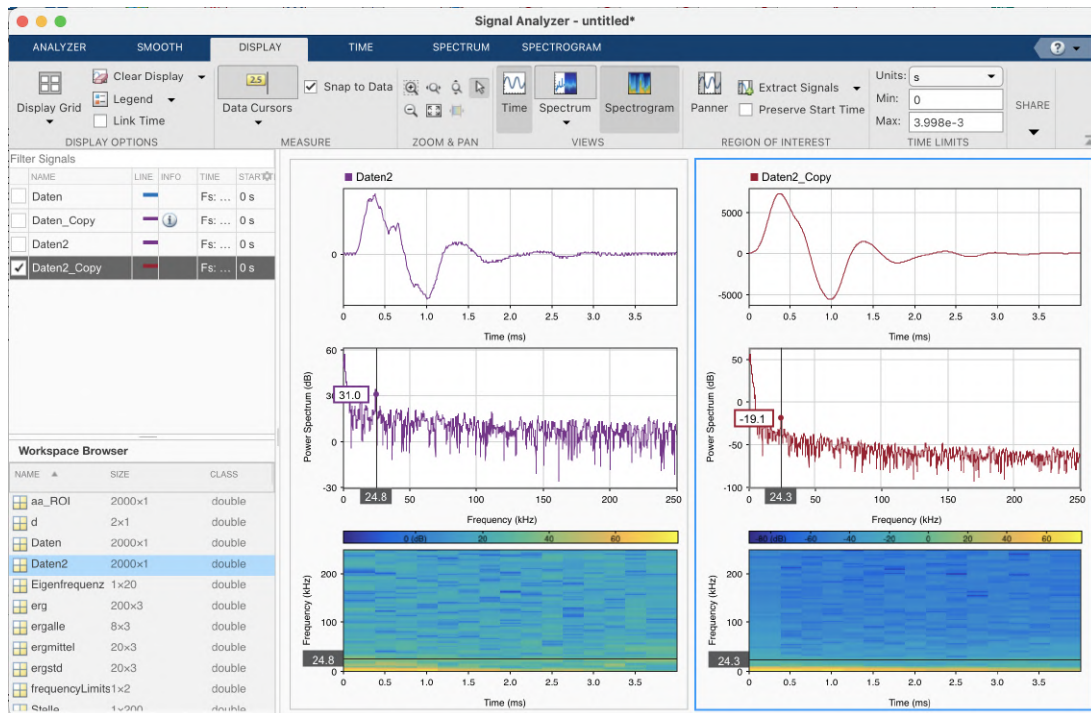 Signal Analyzer - untitled*
ANALYZER SMOOTH DISPLAY TIME SPECTRUM SPECTROGRAM ?
Display Grid
Clear Display
Legend
Link Time
DISPLAY OPTIONS
2.5
Data Cursors
Snap to Data
MEASURE
ZOOM & PAN
Time Spectrum Spectrogram
VIEWS
Panner
Extract Signals
Preserve Start Time
REGION OF INTEREST
Units: s
Min: 0
Max: 3.998e-3
TIME LIMITS
SHARE
Filter Signals
NAME LINE INFO TIME START
Daten Fs: ... 0 s
Daten_Copy Fs: ... 0 s
Daten2 Fs: ... 0 s
Daten2_Copy Fs: ... 0 s
Workspace Browser
NAME SIZE CLASS
aa_ROI 2000×1 double
d 2×1 double
Daten 2000×1 double
Daten2 2000×1 double
Eigenfrequenz 1×20 double
erg 200×3 double
ergalle 8×3 double
ergmittel 20×3 double
ergstd 20×3 double
frequencyLimits 1×2 double
Stelle 1×200 double
Daten2
0
0 0.5 1.0 1.5 2.0 2.5 3.0 3.5
Time (ms)
Power Spectrum (dB)
60
31.0
0
-30
0 24.8 50 100 150 200 250
Frequency (kHz)
0 (dB) 20 40 60
Frequency (kHz)
200
100
24.8
0
0 0.5 1.0 1.5 2.0 2.5 3.0 3.5
Time (ms)
Daten2_Copy
5000
0
-5000
0 0.5 1.0 1.5 2.0 2.5 3.0 3.5
Time (ms)
Power Spectrum (dB)
50
0
-19.1
-50
-100
0 24.3 50 100 150 200 250
Frequency (kHz)
-80 (dB) -60 -40 -20 0 20 40 60
Frequency (kHz)
200
100
24.3
0
0 0.5 1.0 1.5 2.0 2.5 3.0 3.5
Time (ms)